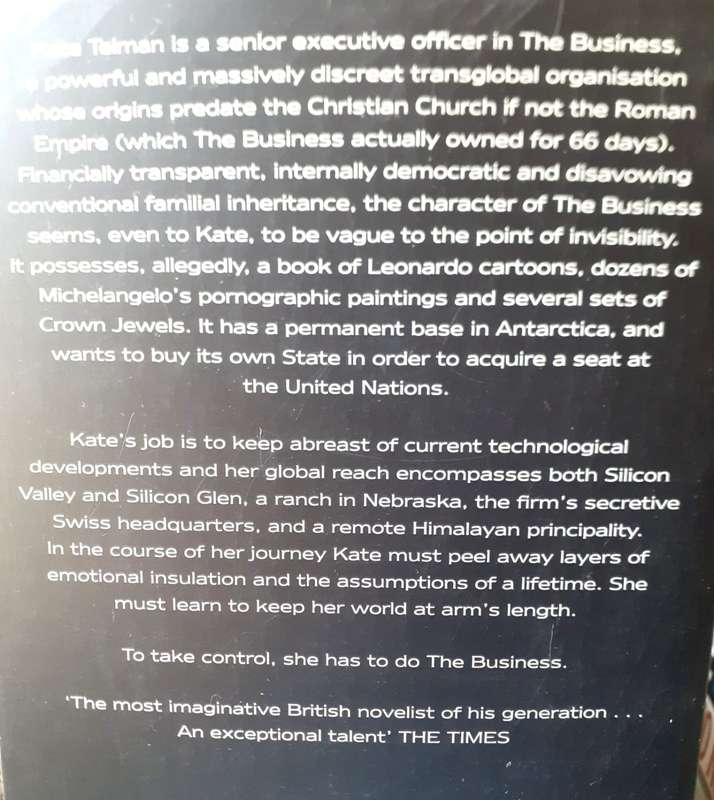 Telman is a senior executive officer in The Business,
powerful and massively discreet transglobal organisation
whose origins predate the Christian Church if not the Roman
Empire (which The Business actually owned for 66 days).
Financially transparent, internally democratic and disavowing
conventional familial inheritance, the character of The Business
seems, even to Kate, to be vague to the point of invisibility.
It possesses, allegedly, a book of Leonardo cartoons, dozens of
Michelangelo's pornographic paintings and several sets of
Crown Jewels. It has a permanent base in Antarctica, and
wants to buy its own State in order to acquire a seat at
the United Nations.
Kate's job is to keep abreast of current technological
developments and her global reach encompasses both Silicon
Valley and Silicon Glen, a ranch in Nebraska, the firm's secretive
Swiss headquarters, and a remote Himalayan principality.
In the course of her journey Kate must peel away layers of
emotional insulation and the assumptions of a lifetime. She
must learn to keep her world at arm's length.
To take control, she has to do The Business.
'The most imaginative British novelist of his generation . . .
An exceptional talent' THE TIMES